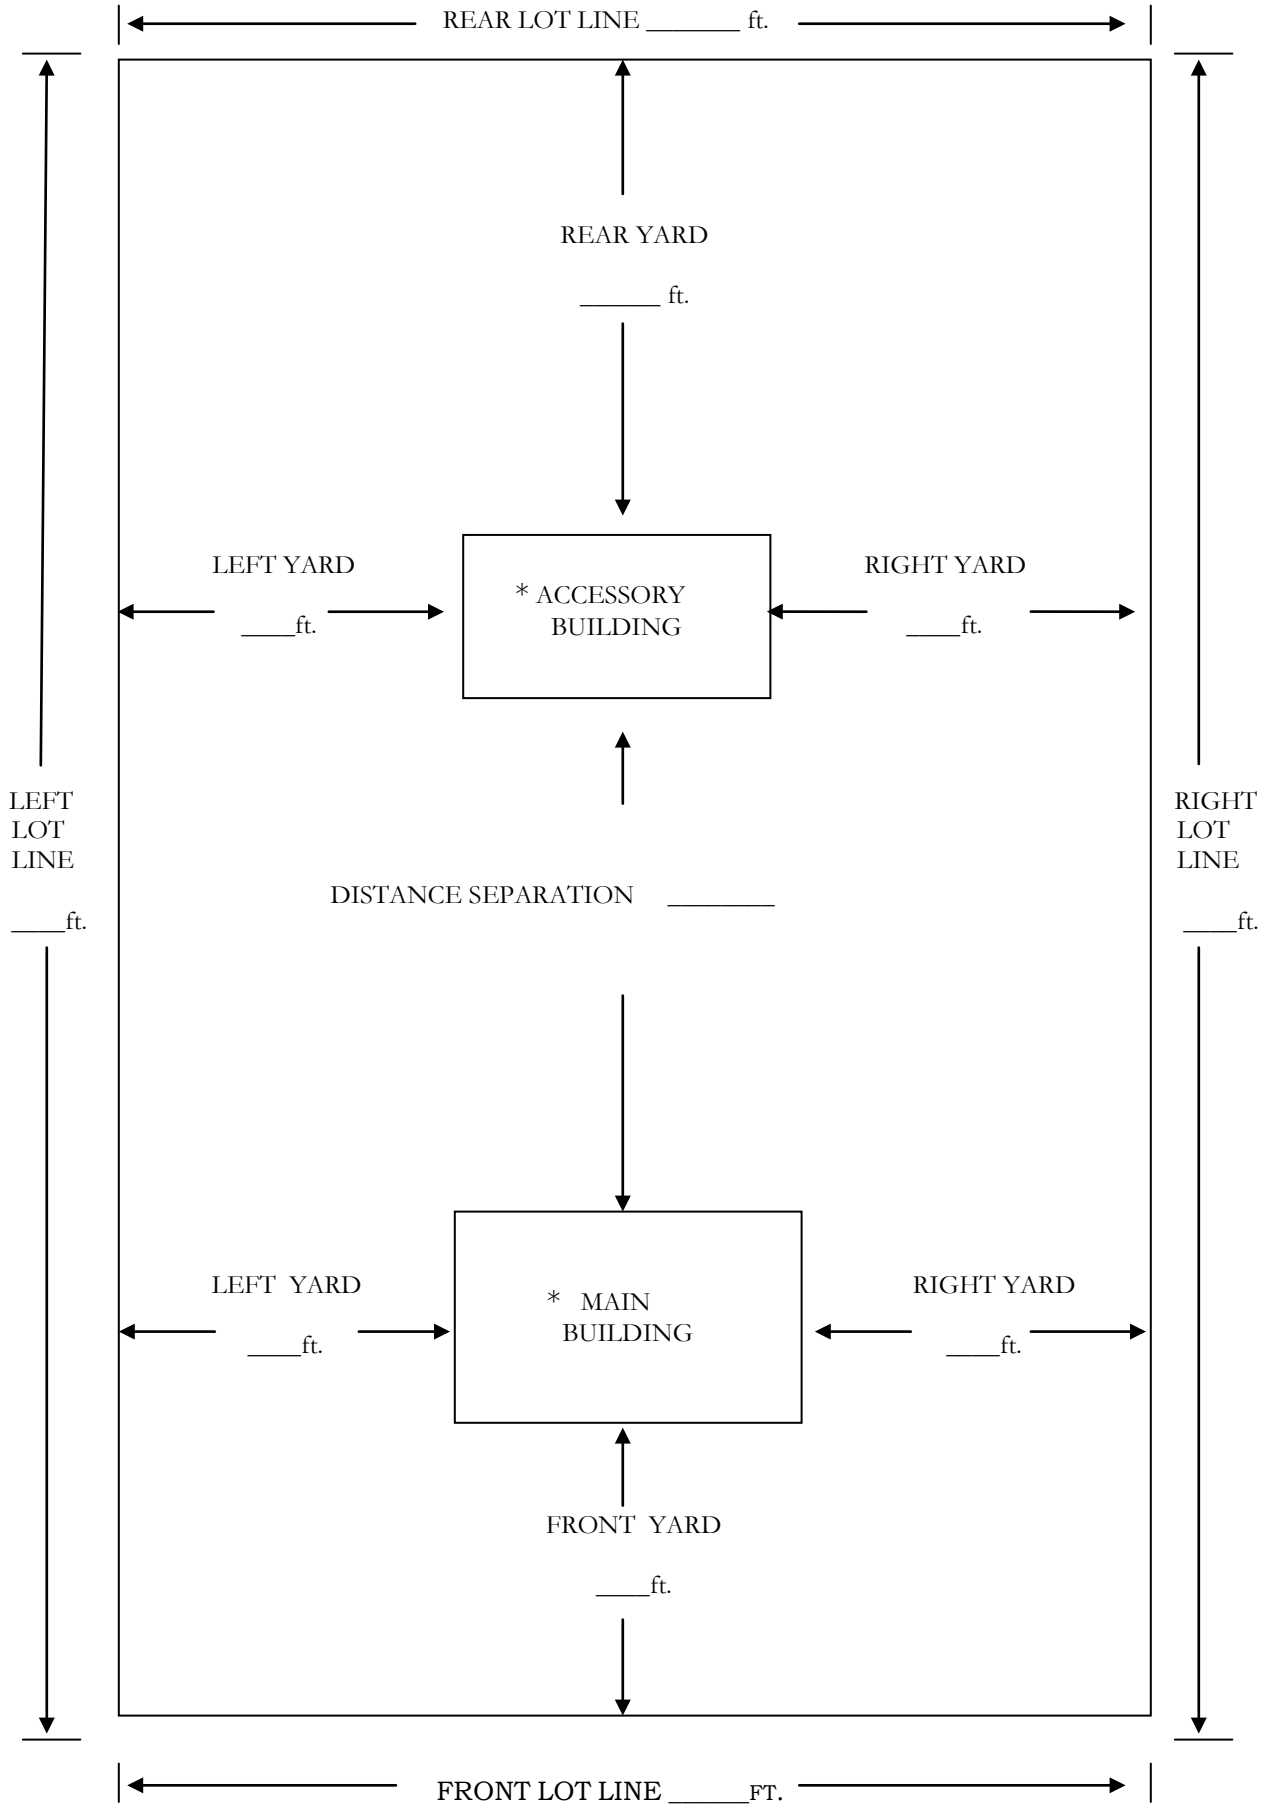 REAR LOT LINE _______ ft.
REAR YARD
______ ft.
LEFT YARD
____ft.
* ACCESSORY
BUILDING
RIGHT YARD
____ft.
LEFT
LOT
LINE
____ft.
RIGHT
LOT
LINE
____ft.
DISTANCE SEPARATION ________
LEFT YARD
____ft.
* MAIN
BUILDING
RIGHT YARD
____ft.
FRONT YARD
____ft.
FRONT LOT LINE ______FT.